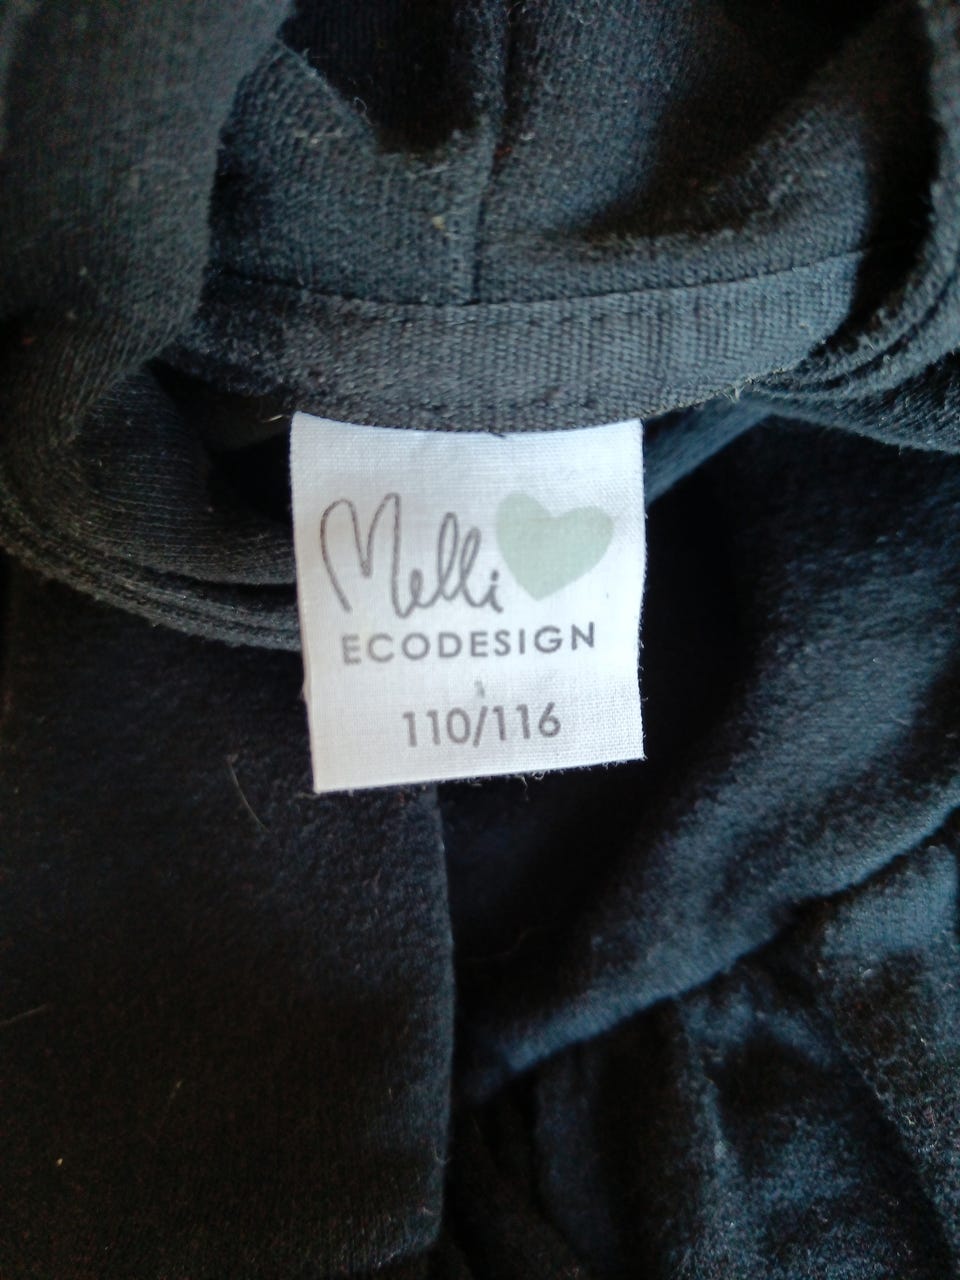 Melli
ECODESIGN
110/116